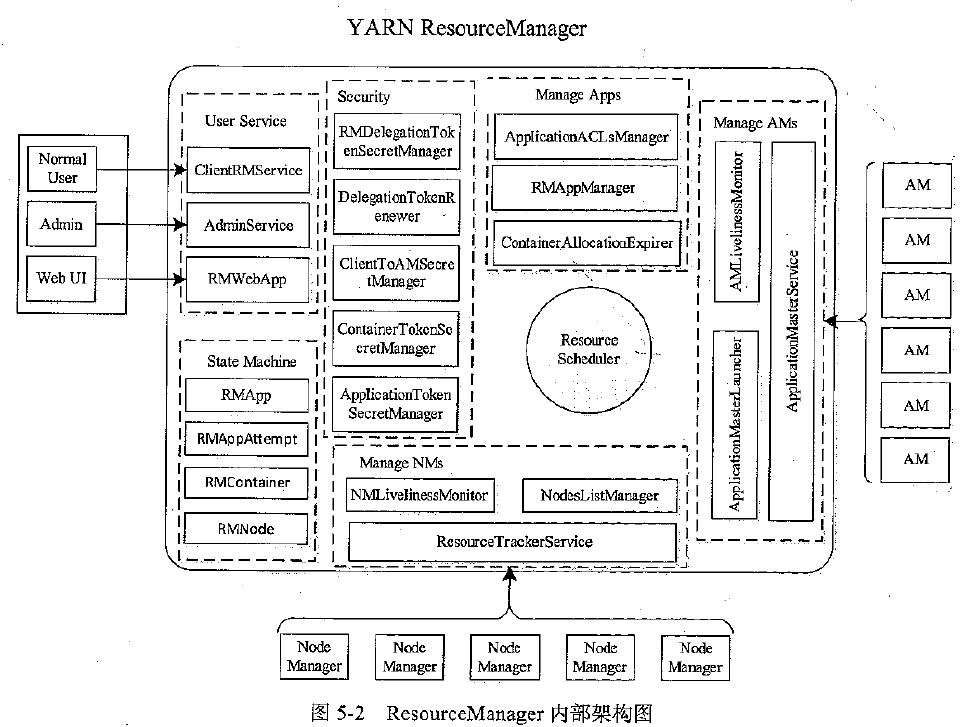 YARN ResourceManager
Normal
User
Admin
Web UI
User Service
ClientRMService
AdminService
RMWebApp
State Machine
RMApp
RMAppAttempt
RMContainer
RMNode
Security
RMDelegationTok
enSecretManager
DelegationTokenR
enewer
ClientToAMSecre
tManager
ContainerTokenSe
cretManager
ApplicationToken
SecretManager
Manage Apps
ApplicationACLsManager
RMAppManager
ContainerAllocationExpirer
Resource
Scheduler
Manage NMs
NMLivelinessMonitor
NodesListManager
ResourceTrackerService
Manage AMs
AMLivelinessMonitor
ApplicationMasterLauncher
ApplicationMasterService
AM
AM
AM
AM
AM
AM
Node
Manager
Node
Manager
Node
Manager
Node
Manager
Node
Manager
图 5-2 ResourceManager 内部架构图